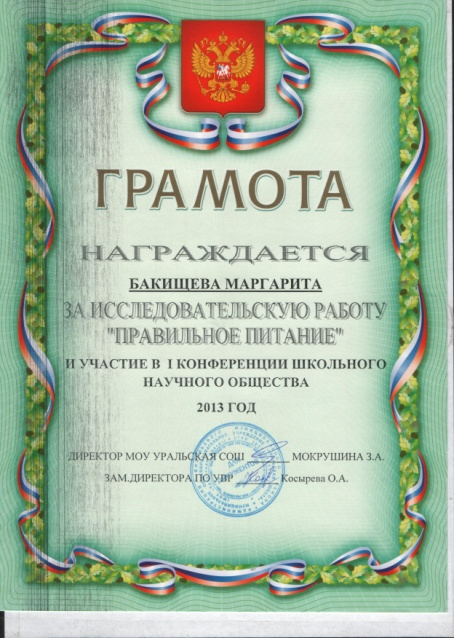 ГРАМОТА
НАГРАЖДАЕТСЯ
БАКИЩЕВА МАРГАРИТА
ЗА ИССЛЕДОВАТЕЛЬСКУЮ РАБОТУ
"ПРАВИЛЬНОЕ ПИТАНИЕ"
И УЧАСТИЕ В I КОНФЕРЕНЦИИ ШКОЛЬНОГО
НАУЧНОГО ОБЩЕСТВА
2013 ГОД
ДИРЕКТОР МОУ УРАЛЬСКАЯ СОШ МОКРУШИНА З.А.
ЗАМ.ДИРЕКТОРА ПО УВР Косырева О.А.